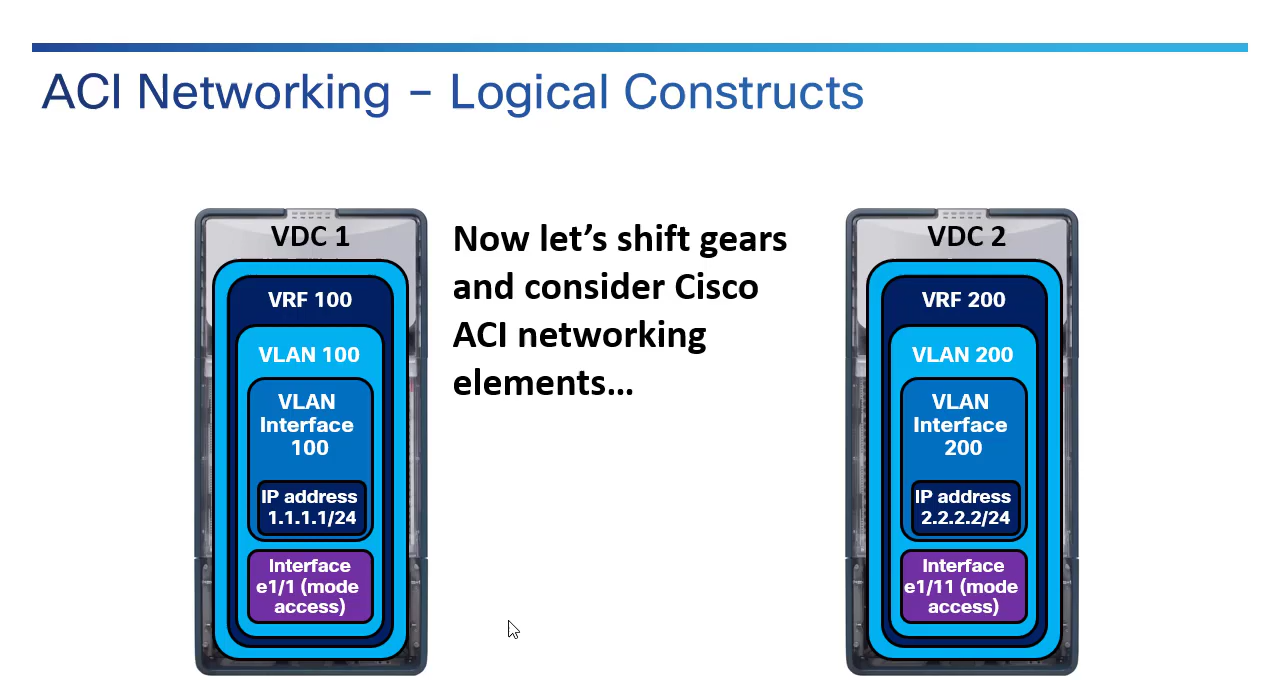 ACI Networking – Logical Constructs
VDC 1
VRF 100
VLAN 100
VLAN
Interface
100
IP address
1.1.1.1/24
Interface
e1/1 (mode
access)
Now let’s shift gears
and consider Cisco
ACI networking
elements…
VDC 2
VRF 200
VLAN 200
VLAN
Interface
200
IP address
2.2.2.2/24
Interface
e1/11 (mode
access)